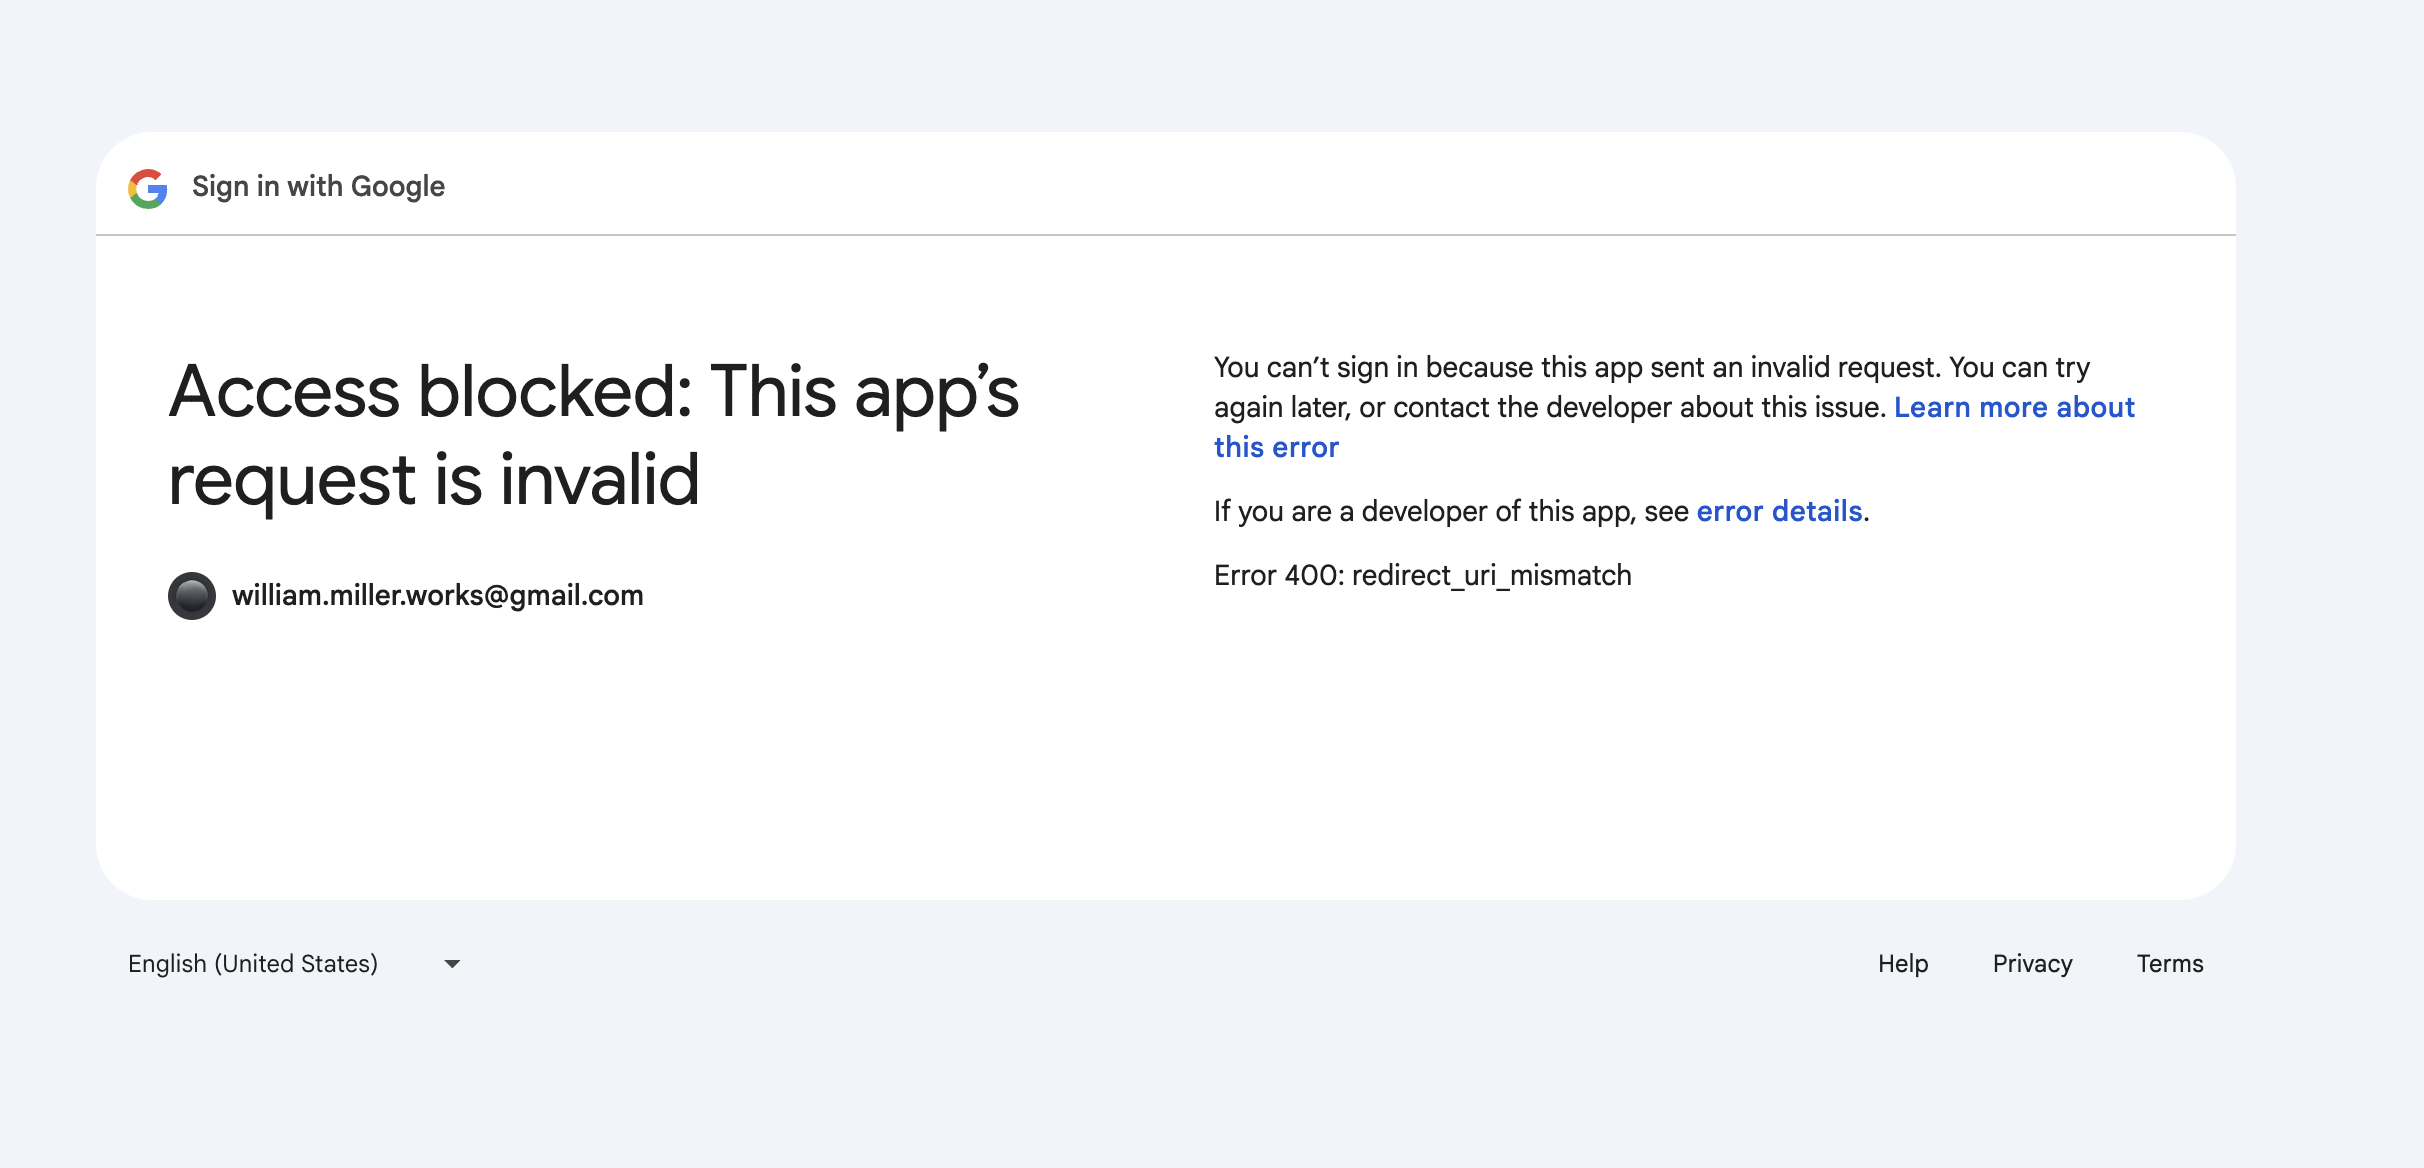 Sign in with Google
Access blocked: This app’s
request is invalid
william.miller.works@gmail.com
You can’t sign in because this app sent an invalid request. You can try
again later, or contact the developer about this issue. Learn more about
this error
If you are a developer of this app, see error details.
Error 400: redirect_uri_mismatch
English (United States)
Help Privacy Terms